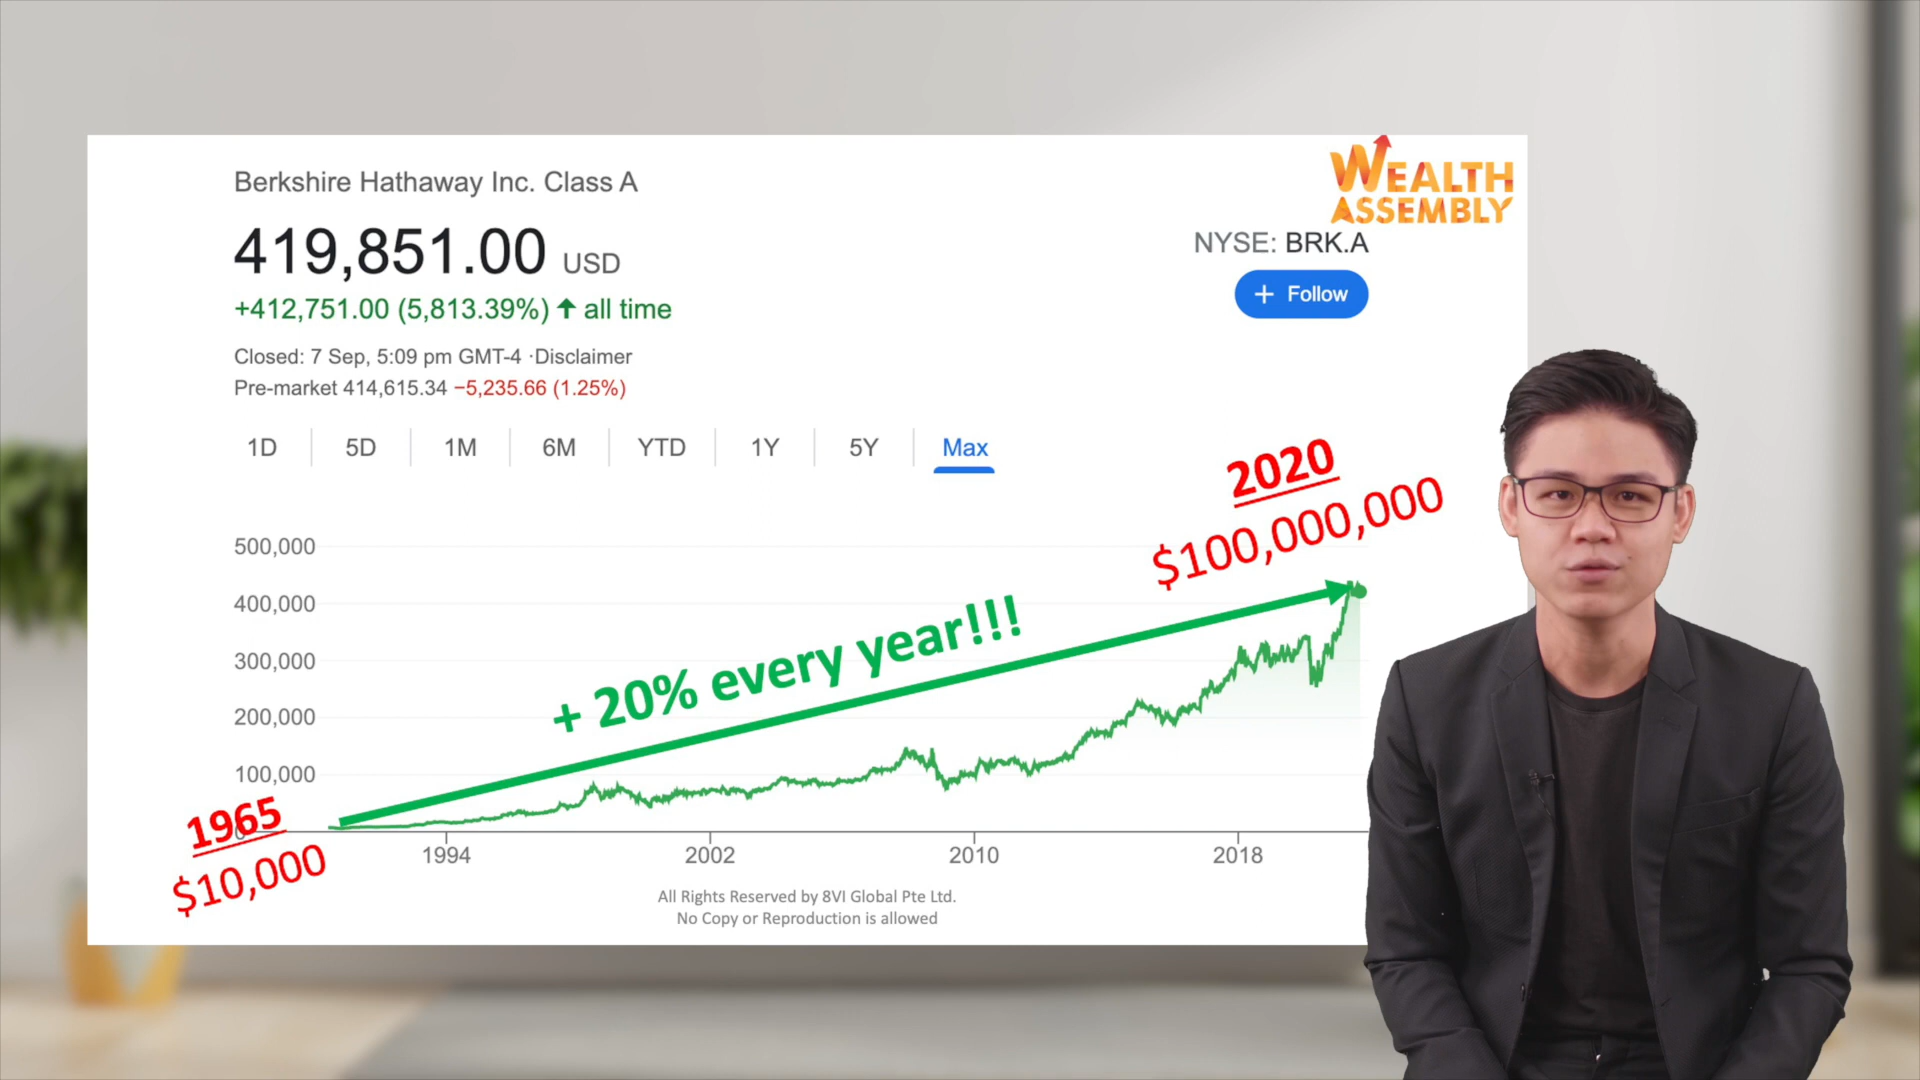 WEALTH
ASSEMBLY
Berkshire Hathaway Inc. Class A
419,851.00 USD
NYSE: BRK.A
+ Follow
+412,751.00 (5,813.39%) ↑ all time
Closed: 7 Sep, 5:09 pm GMT-4 ·Disclaimer
Pre-market 414,615.34 −5,235.66 (1.25%)
1D 5D 1M 6M YTD 1Y 5Y Max
2020
$100,000,000
+ 20% every year!!!
500,000
400,000
300,000
200,000
100,000
0
1965
$10,000
1994 2002 2010 2018
All Rights Reserved by 8VI Global Pte Ltd.
No Copy or Reproduction is allowed